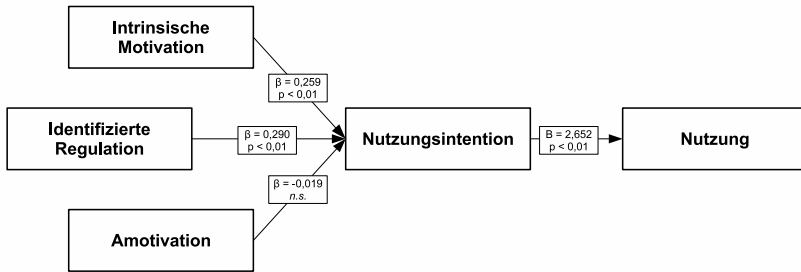 Intrinsische
Motivation
β = 0,259
p < 0,01
Identifizierte
Regulation
β = 0,290
p < 0,01
Nutzungsintention
B = 2,652
p < 0,01
Nutzung
β = -0,019
n.s.
Amotivation